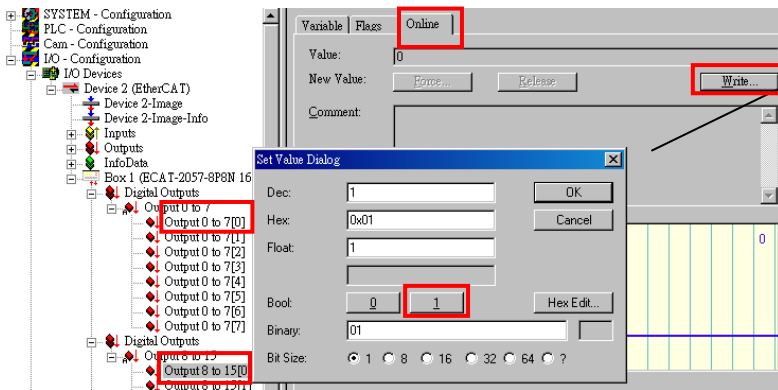 SYSTEM - Configuration
PLC - Configuration
Cam - Configuration
I/O - Configuration
I/O Devices
Device 2 (EtherCAT)
Device 2-Image
Device 2-Image-Info
Inputs
Outputs
InfoData
Box 1 (ECAT-2057-8P8N 16
Digital Outputs
Output 0 to 7
Output 0 to 7[0]
Output 0 to 7[1]
Output 0 to 7[2]
Output 0 to 7[3]
Output 0 to 7[4]
Output 0 to 7[5]
Output 0 to 7[6]
Output 0 to 7[7]
Digital Outputs
Output 8 to 15
Output 8 to 15[0
Output 8 to 15[1]
Variable Flags Online
Value: 0
New Value: Force... Release Write...
Comment:
0
Set Value Dialog
Dec: 1 OK
Hex: 0x01 Cancel
Float: 1
Bool: 0 1 Hex Edit...
Binary: 01
Bit Size: 1 8 16 32 64 ?